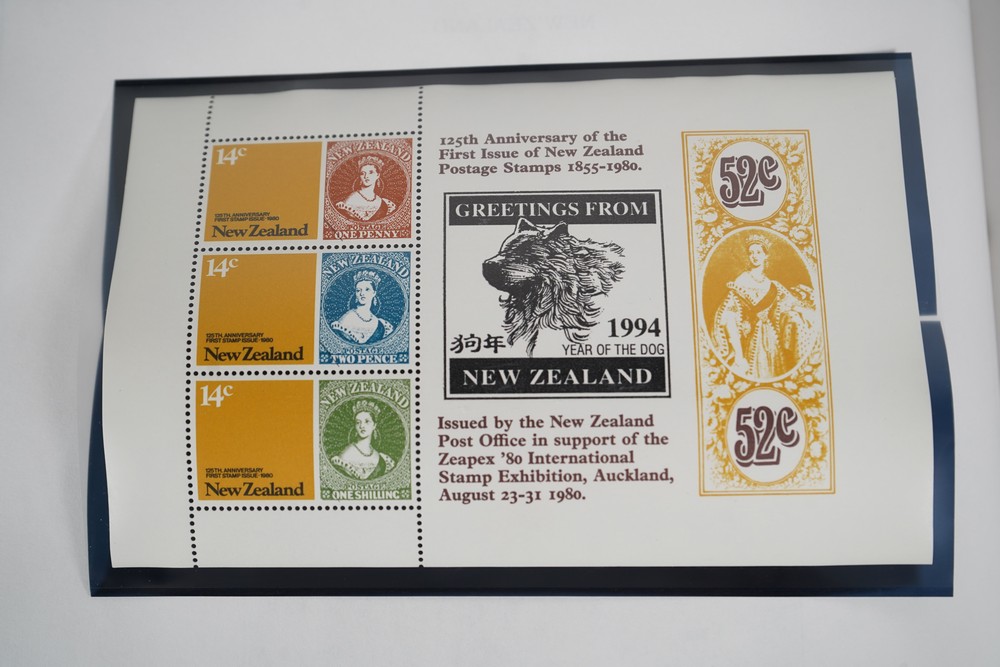 14c
125TH ANNIVERSARY
FIRST STAMP ISSUE-1980
New Zealand
NEW ZEALAND
POSTAGE
ONE PENNY
14c
125TH ANNIVERSARY
FIRST STAMP ISSUE-1980
New Zealand
NEW ZEALAND
POSTAGE
TWO PENCE
14c
125TH ANNIVERSARY
FIRST STAMP ISSUE-1980
New Zealand
NEW ZEALAND
POSTAGE
ONE SHILLING
125th Anniversary of the
First Issue of New Zealand
Postage Stamps 1855-1980.
GREETINGS FROM
狗年
1994
YEAR OF THE DOG
NEW ZEALAND
Issued by the New Zealand
Post Office in support of the
Zeapex '80 International
Stamp Exhibition, Auckland,
August 23-31 1980.
52c
52c